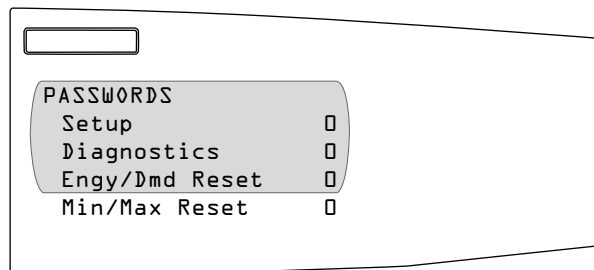 PASSWORDS
Setup 0
Diagnostics 0
Engy/Dmd Reset 0
Min/Max Reset 0